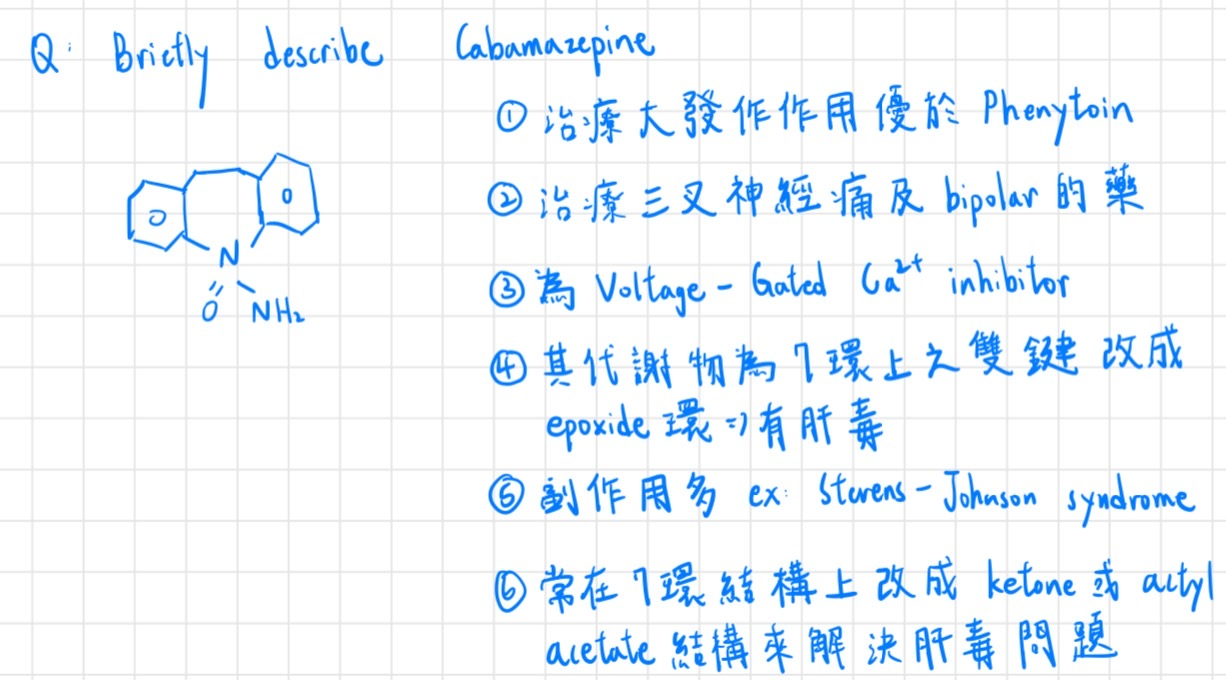 Q: Briefly describe Cabamazepine
① 治療大發作作用優於 Phenytoin
② 治療三叉神經痛及 bipolar 的藥
③ 為 Voltage-Gated Ca²⁺ inhibitor
④ 其代謝物為7環上之雙鍵改成
epoxide 環⇒有肝毒
⑤ 副作用多 ex: Stevens-Johnson syndrome
⑥ 常在7環結構上改成 ketone 或 actyl
acetate 結構來解決肝毒問題
O
O
N
O
NH₂